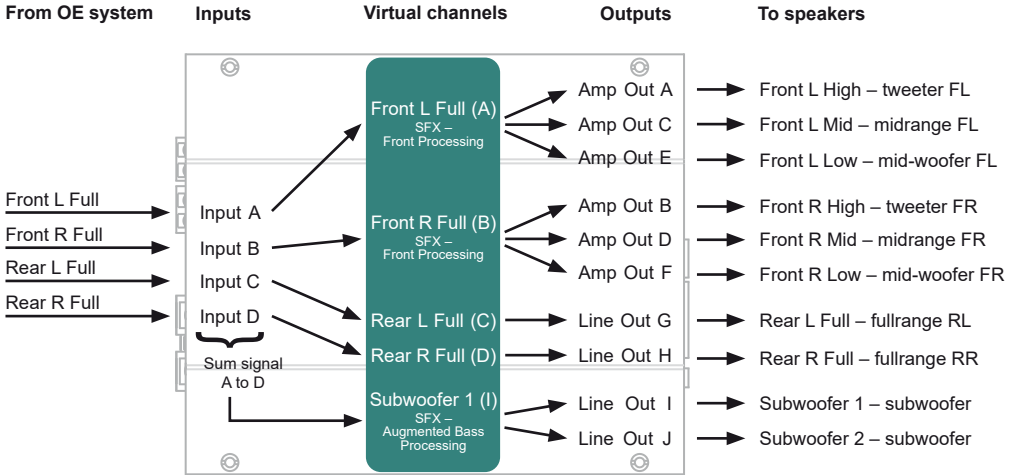 From OE system
Inputs
Virtual channels
Outputs
To speakers
Front L Full
Front R Full
Rear L Full
Rear R Full
Input A
Input B
Input C
Input D
Sum signal
A to D
Front L Full (A)
SFX –
Front Processing
Front R Full (B)
SFX –
Front Processing
Rear L Full (C)
Rear R Full (D)
Subwoofer 1 (I)
SFX –
Augmented Bass
Processing
Amp Out A
Amp Out C
Amp Out E
Amp Out B
Amp Out D
Amp Out F
Line Out G
Line Out H
Line Out I
Line Out J
Front L High – tweeter FL
Front L Mid – midrange FL
Front L Low – mid-woofer FL
Front R High – tweeter FR
Front R Mid – midrange FR
Front R Low – mid-woofer FR
Rear L Full – fullrange RL
Rear R Full – fullrange RR
Subwoofer 1 – subwoofer
Subwoofer 2 – subwoofer